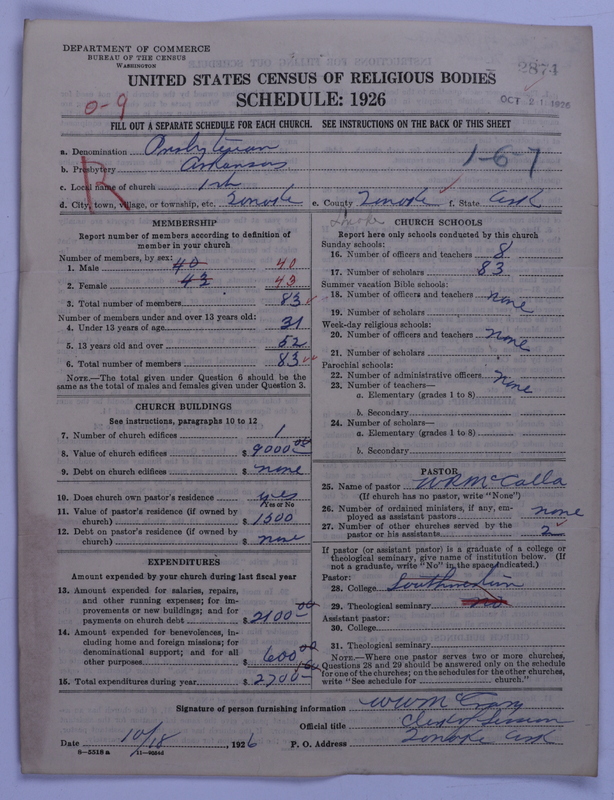 DEPARTMENT OF COMMERCE
BUREAU OF THE CENSUS
WASHINGTON
2874
UNITED STATES CENSUS OF RELIGIOUS BODIES
SCHEDULE: 1926
OCT 21 1926
0-9
FILL OUT A SEPARATE SCHEDULE FOR EACH CHURCH. SEE INSTRUCTIONS ON THE BACK OF THIS SHEET
a. Denomination Presbyterian
b. Presbytery Arkansas
1-6-7
R
c. Local name of church 1st
d. City, town, village, or township, etc. Lonoke e. County Lonoke f. State Ark
Lonoke
MEMBERSHIP
Report number of members according to definition of member in your church
Number of members, by sex:
1. Male 40 40
2. Female 43 43
3. Total number of members 83
Number of members under and over 13 years old:
4. Under 13 years of age 31
5. 13 years old and over 52
6. Total number of members 83
NOTE.—The total given under Question 6 should be the
same as the total of males and females given under Question 3.
CHURCH BUILDINGS
See instructions, paragraphs 10 to 12
7. Number of church edifices 1
8. Value of church edifices $ 9000 00
9. Debt on church edifices $ none
10. Does church own pastor's residence yes
Yes or No
11. Value of pastor's residence (if owned by
church) $ 1500
12. Debt on pastor's residence (if owned by
church) $ none
EXPENDITURES
Amount expended by your church during last fiscal year
13. Amount expended for salaries, repairs,
and other running expenses; for im-
provements or new buildings; and for
payments on church debt $ 2100 00
14. Amount expended for benevolences, in-
cluding home and foreign missions; for
denominational support; and for all
other purposes $ 600 00
15. Total expenditures during year $ 2700
CHURCH SCHOOLS
Report here only schools conducted by this church
Sunday schools:
16. Number of officers and teachers 8
17. Number of scholars 83
Summer vacation Bible schools:
18. Number of officers and teachers none
19. Number of scholars
Week-day religious schools:
20. Number of officers and teachers none
21. Number of scholars
Parochial schools:
22. Number of administrative officers none
23. Number of teachers—
a. Elementary (grades 1 to 8)
b. Secondary
24. Number of scholars—
a. Elementary (grades 1 to 8)
b. Secondary
PASTOR
25. Name of pastor W R McCalla
(If church has no pastor, write "None")
26. Number of ordained ministers, if any, em-
ployed as assistant pastors none
27. Number of other churches served by the
pastor or his assistants 2
If pastor (or assistant pastor) is a graduate of a college or
theological seminary, give name of institution below. (If
not a graduate, write "No" in the space indicated.)
Pastor:
28. College Southwestern
29. Theological seminary no
Assistant pastor:
30. College
31. Theological seminary
NOTE.—Where one pastor serves two or more churches,
Questions 28 and 29 should be answered only on the schedule
for one of the churches; on the schedules for the other churches,
write "See schedule for church."
Signature of person furnishing information W W McCrary
Official title Clerk of Session
Date 10/18, 1926 P. O. Address Lonoke Ark
8-5518 a